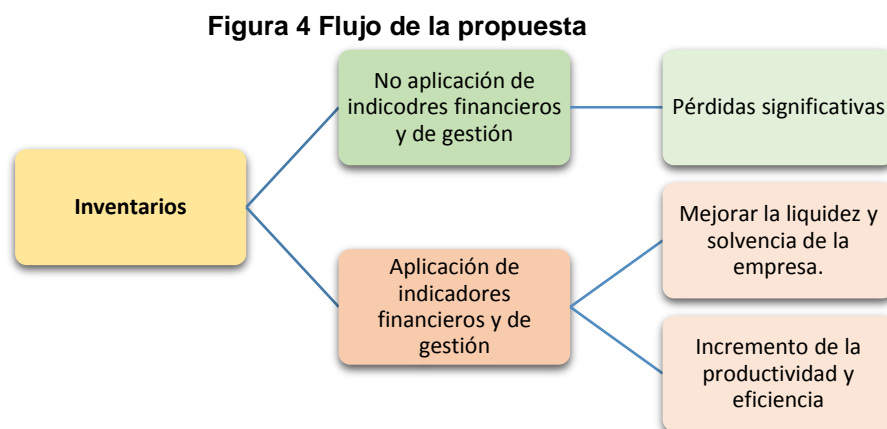 Figura 4 Flujo de la propuesta
No aplicación de
indicodres financieros
y de gestión
Pérdidas significativas
Inventarios
Mejorar la liquidez y
solvencia de la
empresa.
Aplicación de
indicadores
financieros y de
gestión
Incremento de la
productividad y
eficiencia